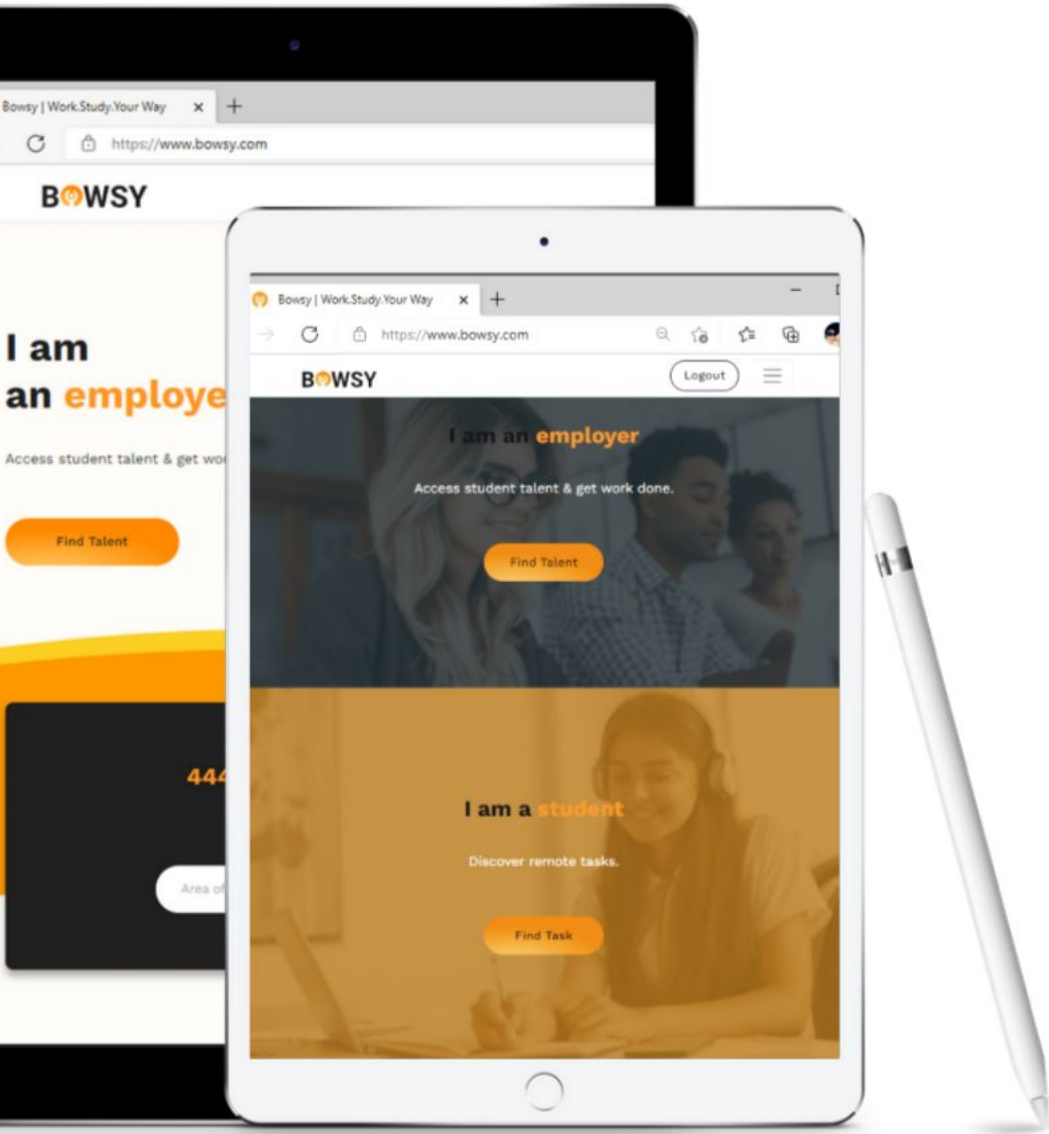 Bowsy | Work.Study.Your Way
https://www.bowsy.com
BOWSY
I am
an employe
Access student talent & get wo
Find Talent
444
Area of
Bowsy | Work.Study.Your Way
https://www.bowsy.com
BOWSY
Logout
I am an employer
Access student talent & get work done.
Find Talent
I am a student
Discover remote tasks.
Find Task